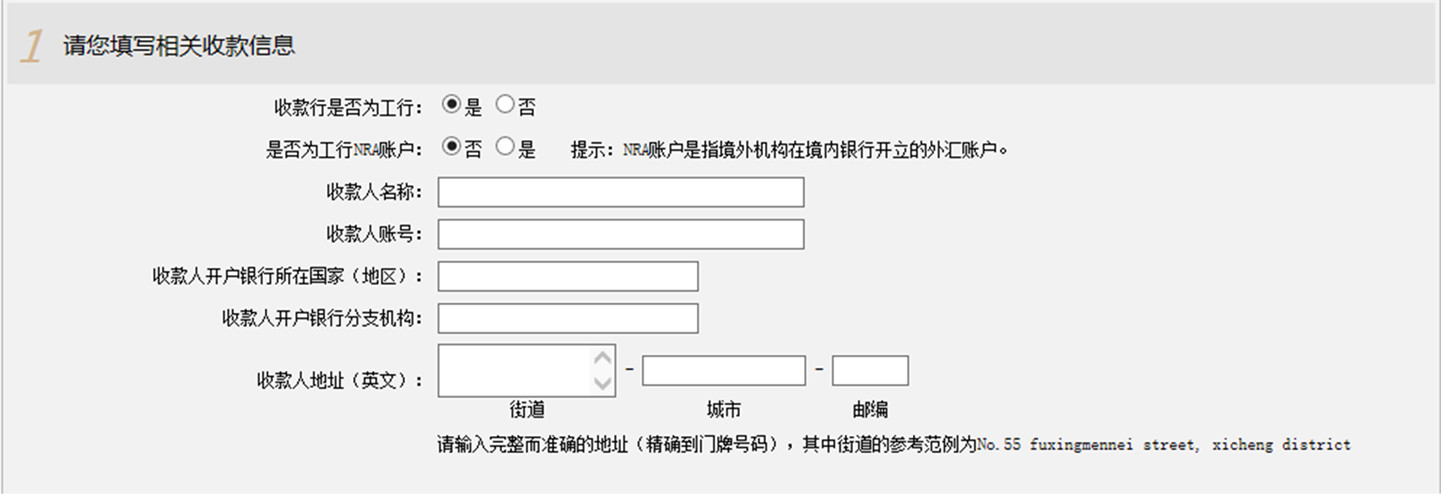 1 请您填写相关收款信息
收款行是否为工行： 是 否
是否为工行NRA账户： 否 是 提示：NRA账户是指境外机构在境内银行开立的外汇账户。
收款人名称：
收款人账号：
收款人开户银行所在国家（地区）：
收款人开户银行分支机构：
收款人地址（英文）： - -
街道 城市 邮编
请输入完整而准确的地址（精确到门牌号码），其中街道的参考范例为No.55 fuxingmennei street, xicheng district